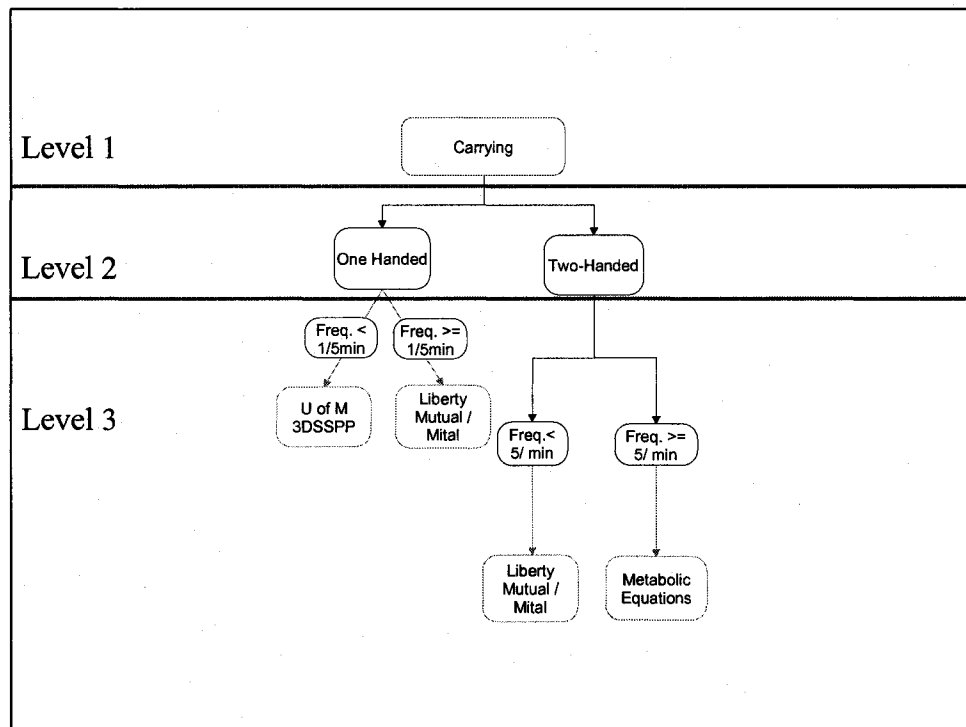 Level 1
Carrying
Level 2
One Handed
Two-Handed
Level 3
Freq. <
1/5min
Freq. >=
1/5min
U of M
3DSSPP
Liberty
Mutual /
Mital
Freq.<
5/ min
Freq. >=
5/ min
Liberty
Mutual /
Mital
Metabolic
Equations